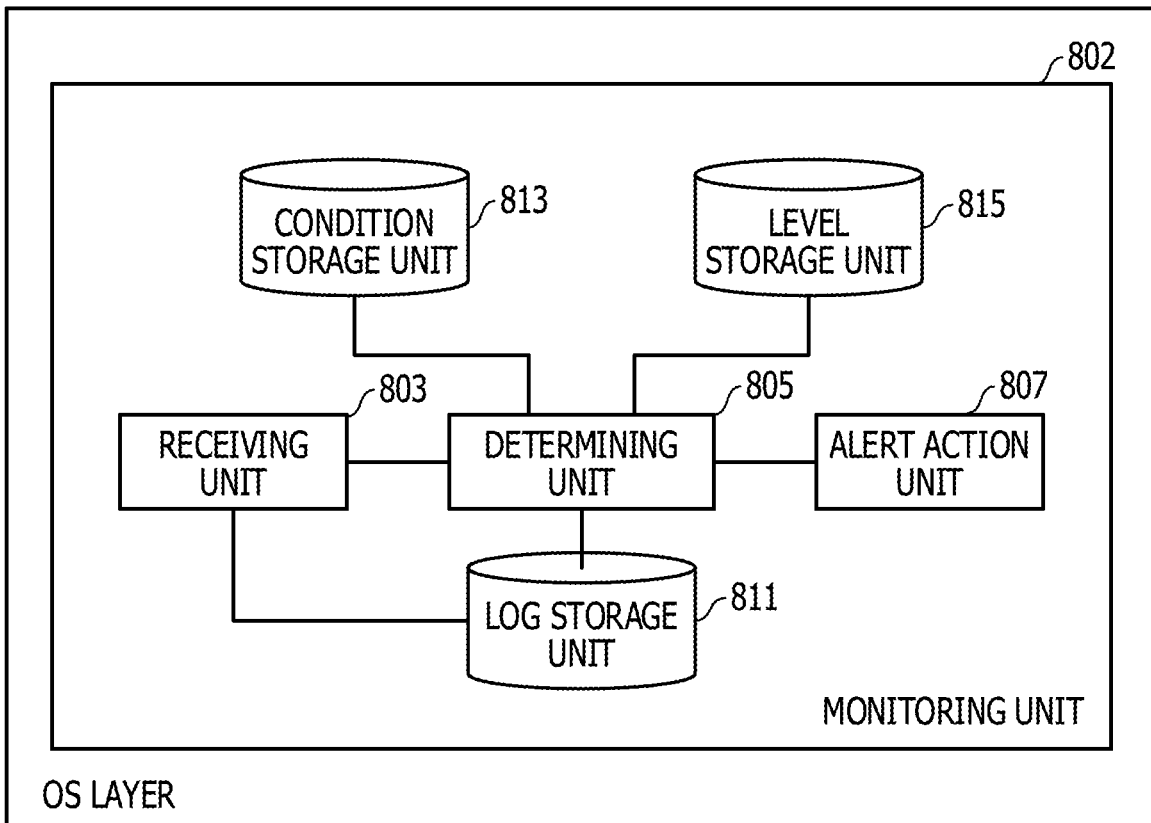 802
CONDITION
STORAGE UNIT
813
LEVEL
STORAGE UNIT
815
803
RECEIVING
UNIT
805
DETERMINING
UNIT
807
ALERT ACTION
UNIT
LOG STORAGE
UNIT
811
MONITORING UNIT
OS LAYER